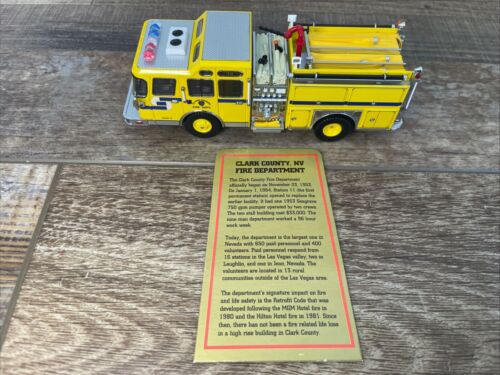 CLARK COUNTY, NV
FIRE DEPARTMENT
The Clark County Fire Department
officially began on November 23, 1953.
On January 1, 1954, Station 11, the first
permanent station opened to replace the
earlier facility; it had one 1953 Seagrave
750 gpm pumper operated by two crews.
The two stall building cost $33,000. The
nine-man department worked a 96 hour
work week.
Today, the department is the largest one in
Nevada with 650 paid personnel and 400
volunteers. Paid personnel respond from
16 stations in the Las Vegas valley, two in
Laughlin, and one in Jean, Nevada. The
volunteers are located in 13 rural
communities outside of the Las Vegas area.
The department's signature impact on fire
and life safety is the Retrofit Code that was
developed following the MGM Hotel fire in
1980 and the Hilton Hotel fire in 1981. Since
then, there has not been a fire related life loss
in a high rise building in Clark County.